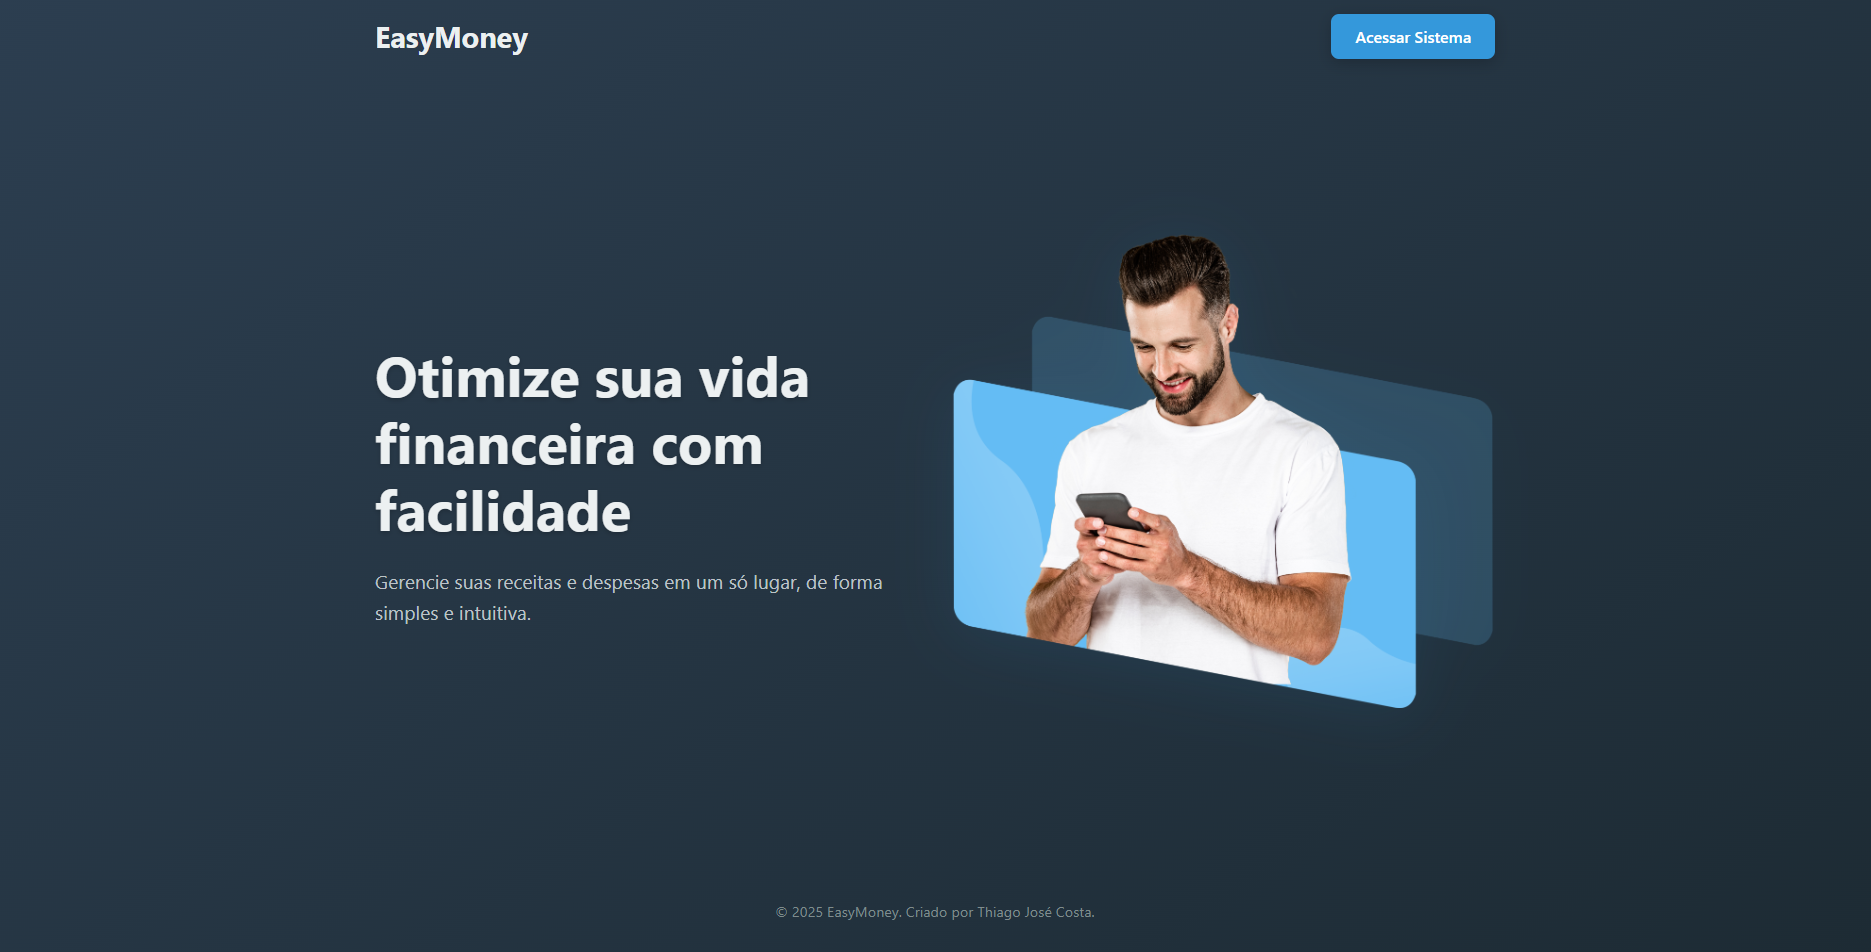 EasyMoney
Acessar Sistema
Otimize sua vida
financeira com
facilidade
Gerencie suas receitas e despesas em um só lugar, de forma
simples e intuitiva.
© 2025 EasyMoney. Criado por Thiago José Costa.